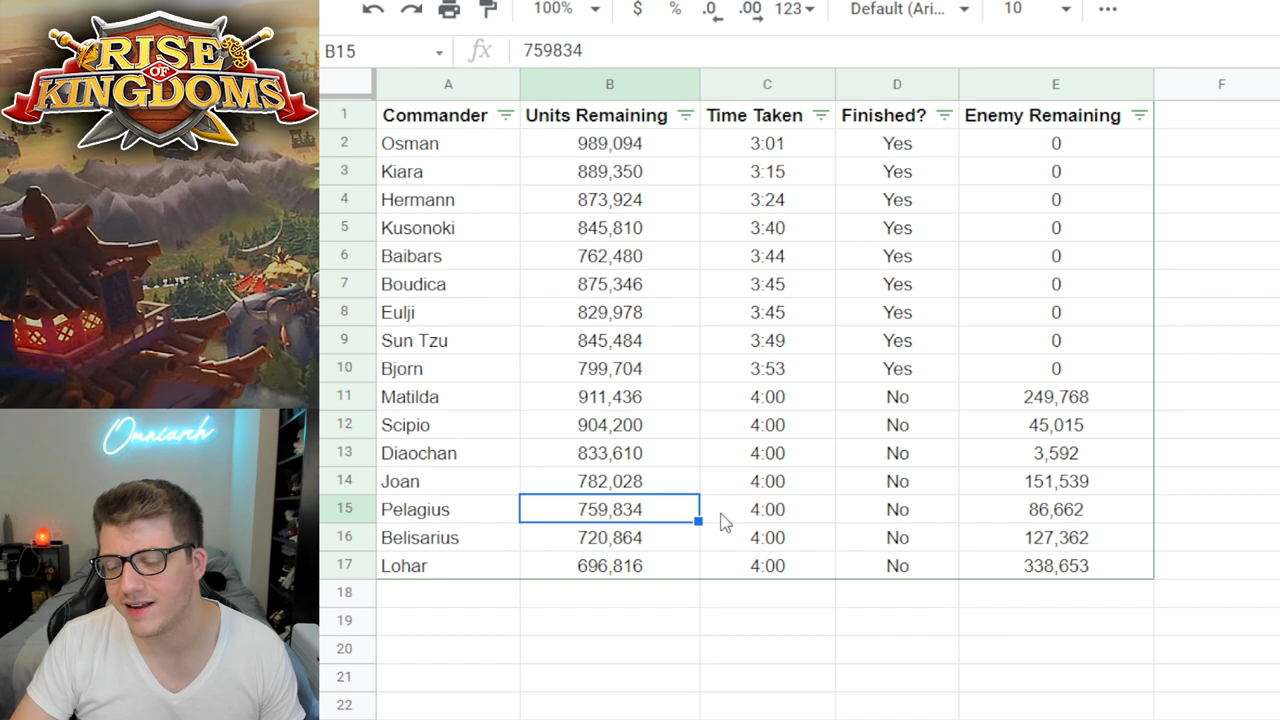 RISE
OF
KINGDOMS
Omniarch
100% $ % .0 .00 123 Default (Ari... 10
B15 fx 759834
A B C D E F
1 Commander Units Remaining Time Taken Finished? Enemy Remaining
2 Osman 989,094 3:01 Yes 0
3 Kiara 889,350 3:15 Yes 0
4 Hermann 873,924 3:24 Yes 0
5 Kusonoki 845,810 3:40 Yes 0
6 Baibars 762,480 3:44 Yes 0
7 Boudica 875,346 3:45 Yes 0
8 Eulji 829,978 3:45 Yes 0
9 Sun Tzu 845,484 3:49 Yes 0
10 Bjorn 799,704 3:53 Yes 0
11 Matilda 911,436 4:00 No 249,768
12 Scipio 904,200 4:00 No 45,015
13 Diaochan 833,610 4:00 No 3,592
14 Joan 782,028 4:00 No 151,539
15 Pelagius 759,834 4:00 No 86,662
16 Belisarius 720,864 4:00 No 127,362
17 Lohar 696,816 4:00 No 338,653
18
19
20
21
22